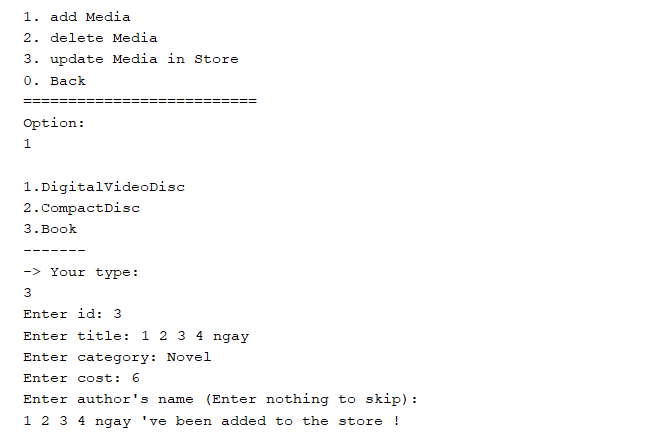 1. add Media
2. delete Media
3. update Media in Store
0. Back
==========================
Option:
1
1.DigitalVideoDisc
2.CompactDisc
3.Book
-------
-> Your type:
3
Enter id: 3
Enter title: 1 2 3 4 ngay
Enter category: Novel
Enter cost: 6
Enter author's name (Enter nothing to skip):
1 2 3 4 ngay 've been added to the store !